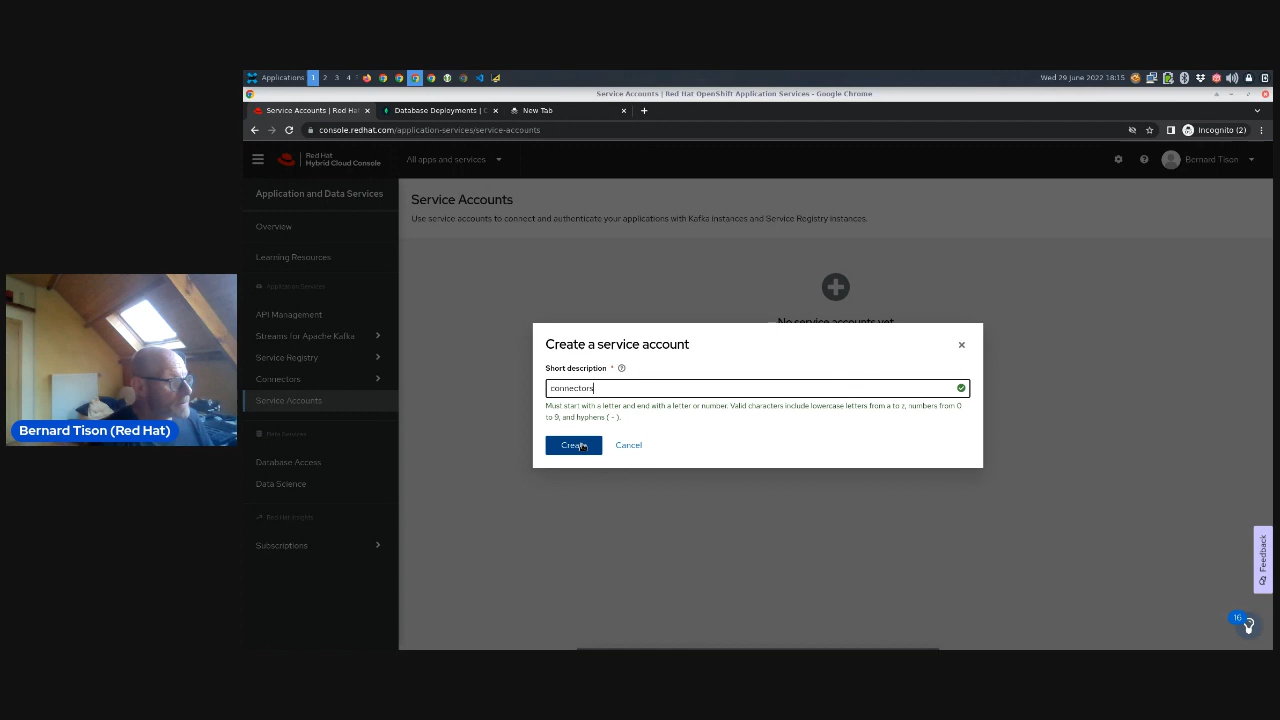 Applications
1
2
3
4
Wed 29 June 2022 18:15
Service Accounts | Red Hat OpenShift Application Services - Google Chrome
Service Accounts | Red Hat
Database Deployments | C
New Tab
console.redhat.com/application-services/service-accounts
Incognito (2)
Red Hat
Hybrid Cloud Console
All apps and services
Bernard Tison
Application and Data Services
Overview
Learning Resources
Application Services
API Management
Streams for Apache Kafka
Service Registry
Connectors
Service Accounts
Data Services
Database Access
Data Science
Red Hat Insights
Subscriptions
Service Accounts
Use service accounts to connect and authenticate your applications with Kafka instances and Service Registry instances.
No service accounts yet
Create a service account
Short description *
connectors
Must start with a letter and end with a letter or number. Valid characters include lowercase letters from a to z, numbers from 0
to 9, and hyphens ( - ).
Create
Cancel
Feedback
16
Bernard Tison (Red Hat)